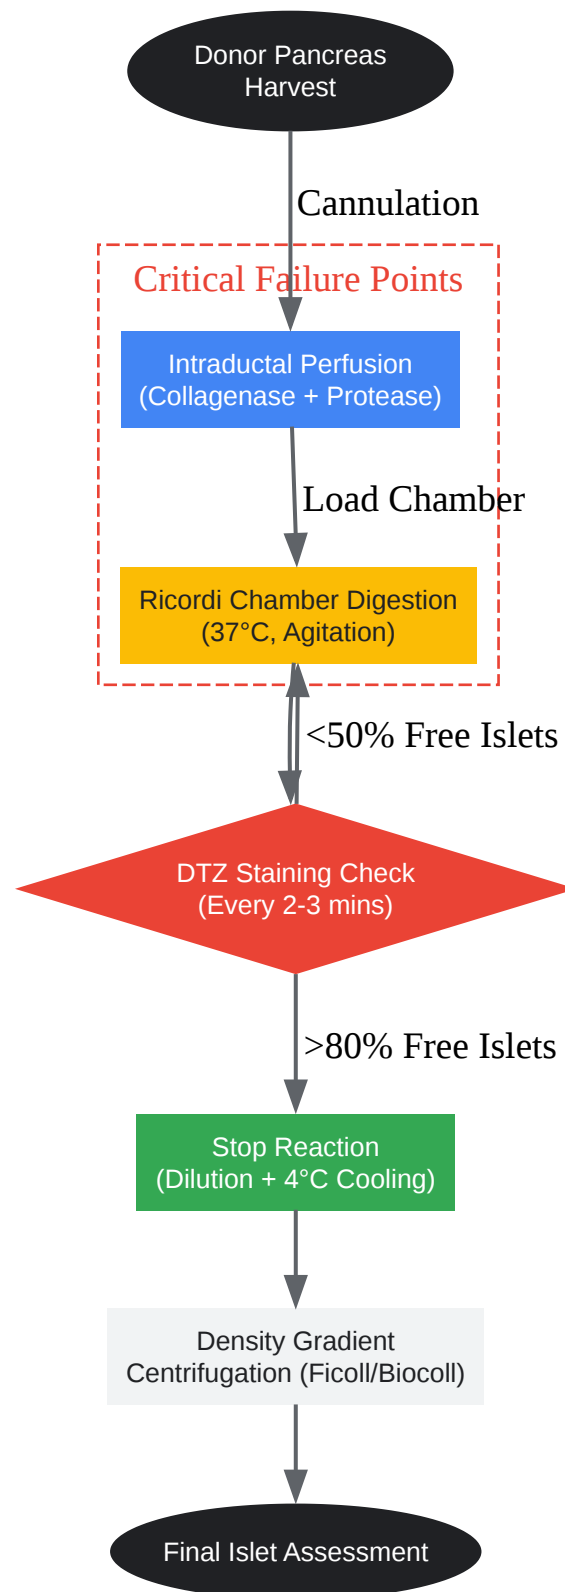 Donor Pancreas
Harvest
Cannulation
Critical Failure Points
Intraductal Perfusion
(Collagenase + Protease)
Load Chamber
Ricordi Chamber Digestion
(37°C, Agitation)
<50% Free Islets
DTZ Staining Check
(Every 2-3 mins)
>80% Free Islets
Stop Reaction
(Dilution + 4°C Cooling)
Density Gradient
Centrifugation (Ficoll/Biocoll)
Final Islet Assessment